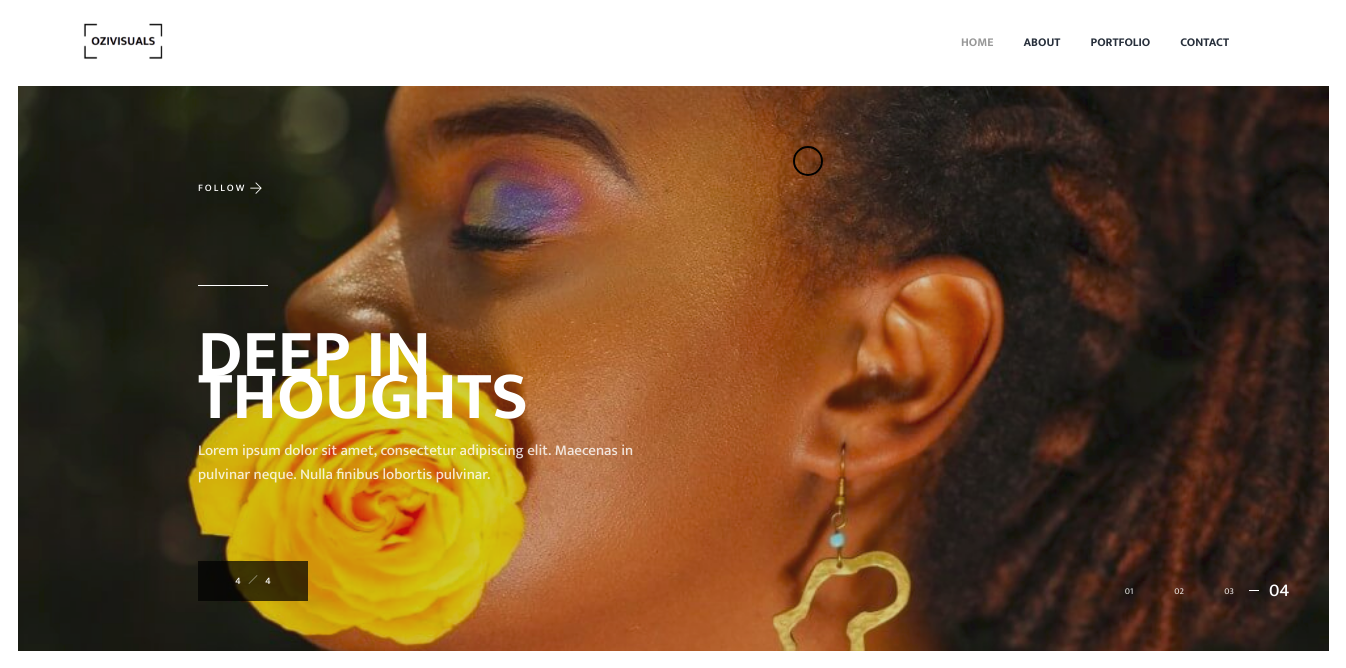 OZIVISUALS
HOME ABOUT PORTFOLIO CONTACT
FOLLOW
DEEP IN
THOUGHTS
Lorem ipsum dolor sit amet, consectetur adipiscing elit. Maecenas in
pulvinar neque. Nulla finibus lobortis pulvinar.
4 / 4
01 02 03 — 04